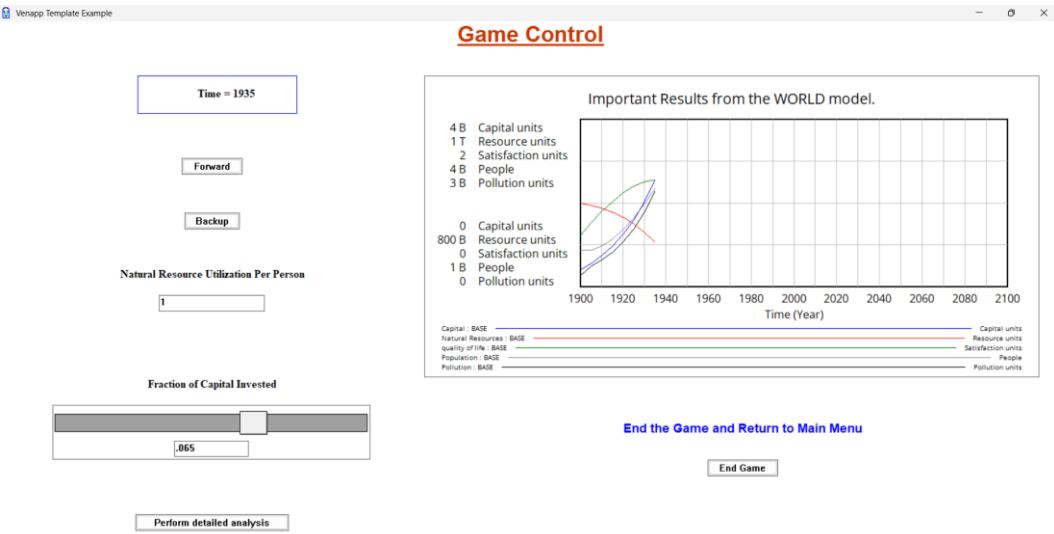 Venapp Template Example
Game Control
Time = 1935
Forward
Backup
Natural Resource Utilization Per Person
1
Fraction of Capital Invested
.065
Perform detailed analysis
Important Results from the WORLD model.
4 B Capital units
1 T Resource units
2 Satisfaction units
4 B People
3 B Pollution units
0 Capital units
800 B Resource units
0 Satisfaction units
1 B People
0 Pollution units
1900 1920 1940 1960 1980 2000 2020 2040 2060 2080 2100
Time (Year)
Capital : BASE Capital units
Natural Resources : BASE Resource units
quality of life : BASE Satisfaction units
Population : BASE People
Pollution : BASE Pollution units
End the Game and Return to Main Menu
End Game